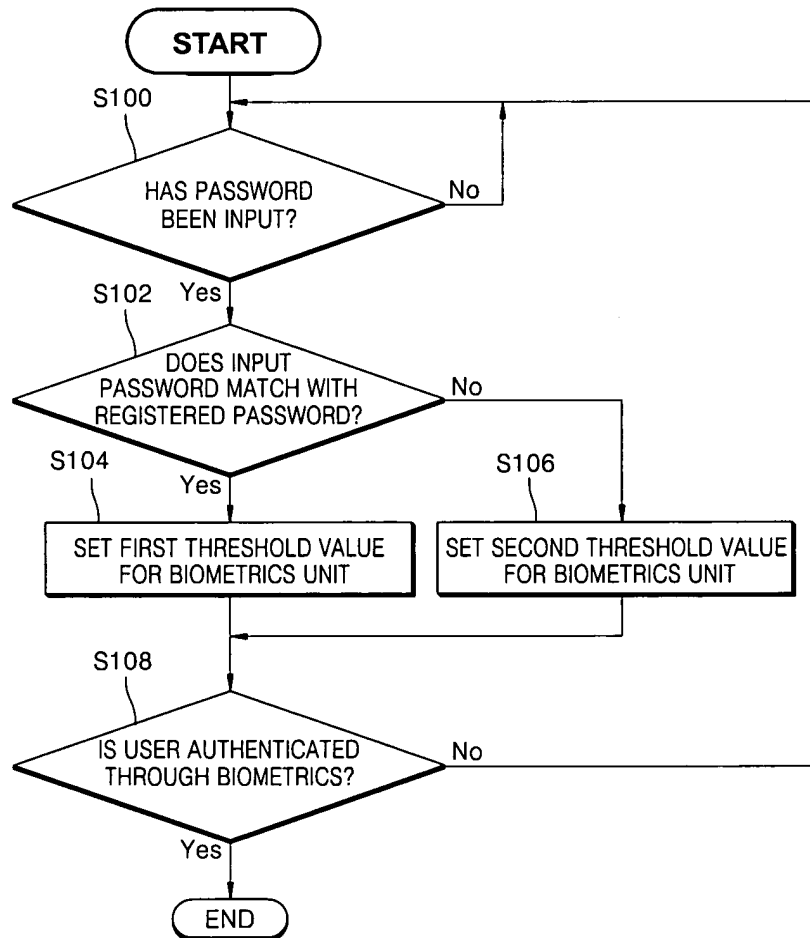 START
S100
HAS PASSWORD
BEEN INPUT?
No
Yes
S102
DOES INPUT
PASSWORD MATCH WITH
REGISTERED PASSWORD?
No
Yes
S104
SET FIRST THRESHOLD VALUE
FOR BIOMETRICS UNIT
S106
SET SECOND THRESHOLD VALUE
FOR BIOMETRICS UNIT
S108
IS USER AUTHENTICATED
THROUGH BIOMETRICS?
No
Yes
END